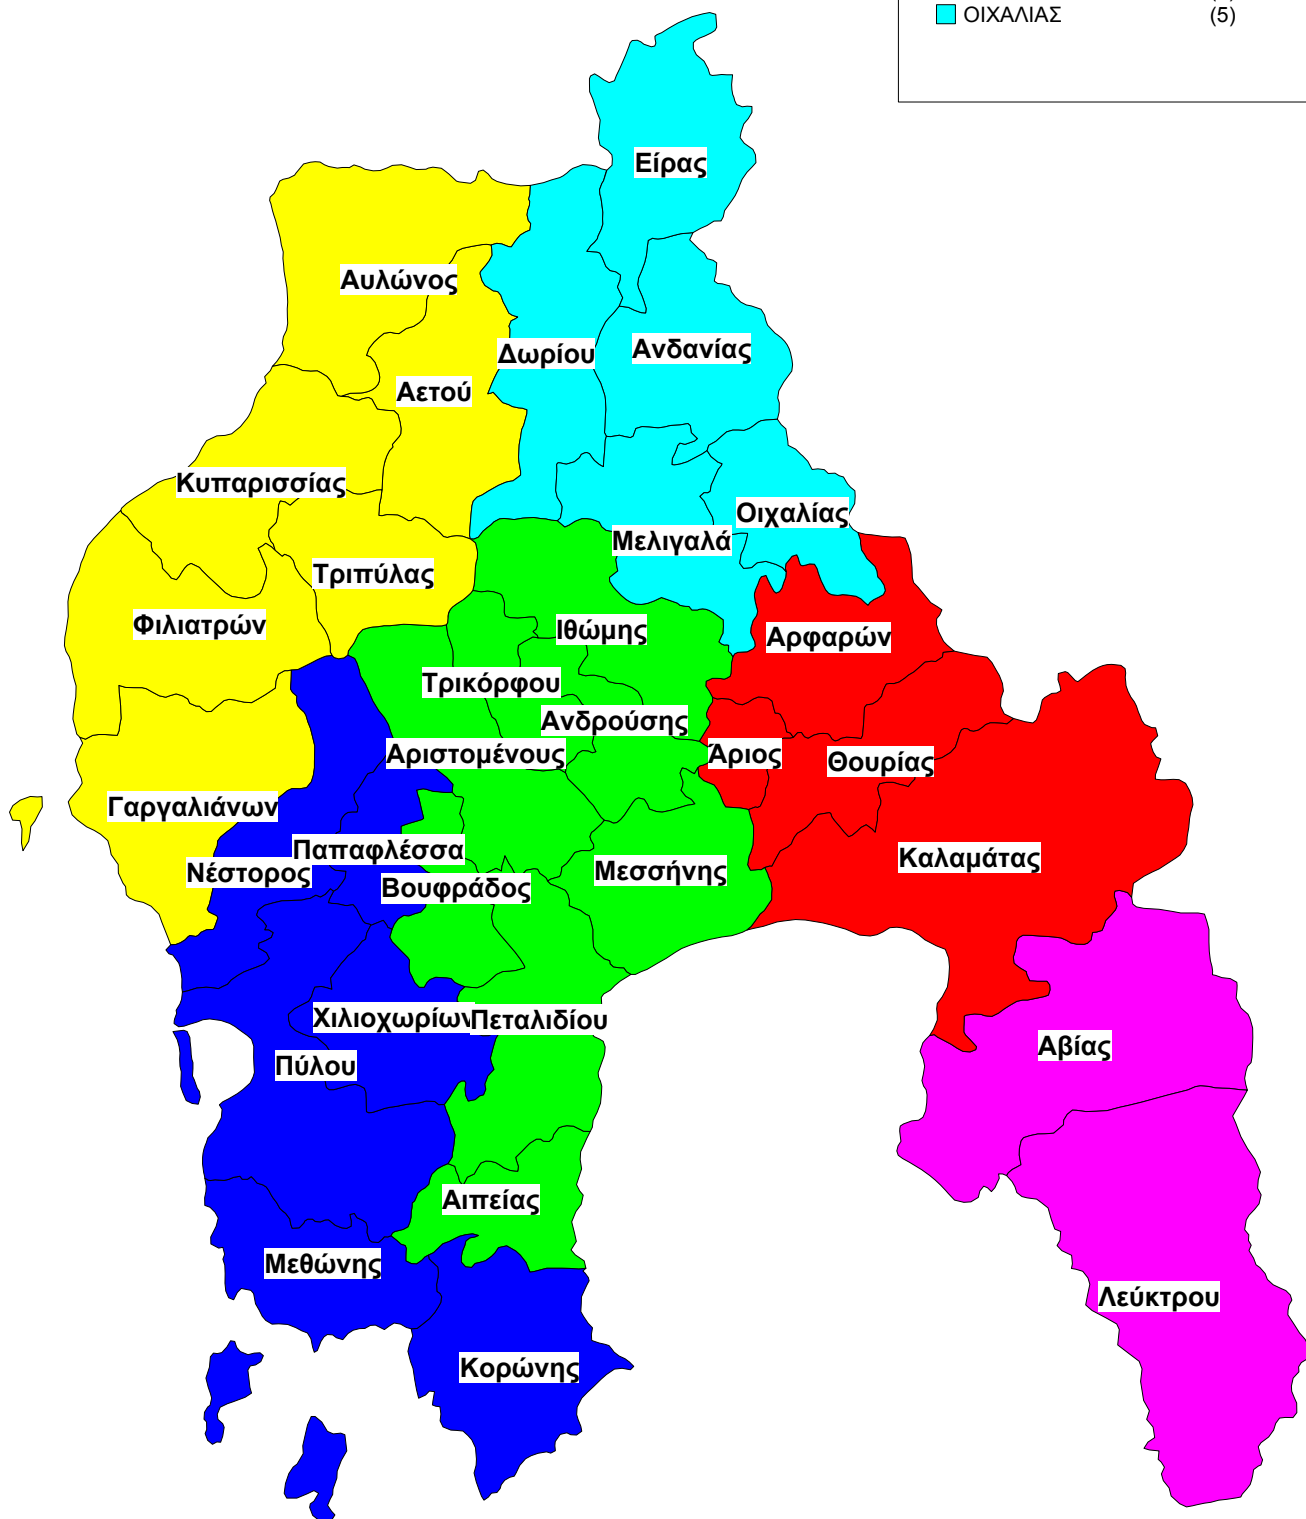 ΟΙΧΑΛΙΑΣ (5)
Είρας
Αυλώνος
Δωρίου
Ανδανίας
Αετού
Κυπαρισσίας
Οιχαλίας
Μελιγαλά
Τριπύλας
Φιλιατρών
Ιθώμης
Αρφαρών
Τρικόρφου
Ανδρούσης
Αριστομένους
Άριος
Θουρίας
Γαργαλιάνων
Παπαφλέσσα
Καλαμάτας
Νέστορος
Βουφράδος
Μεσσήνης
Χιλιοχωρίων
Πεταλιδίου
Αβίας
Πύλου
Αιπείας
Μεθώνης
Λεύκτρου
Κορώνης